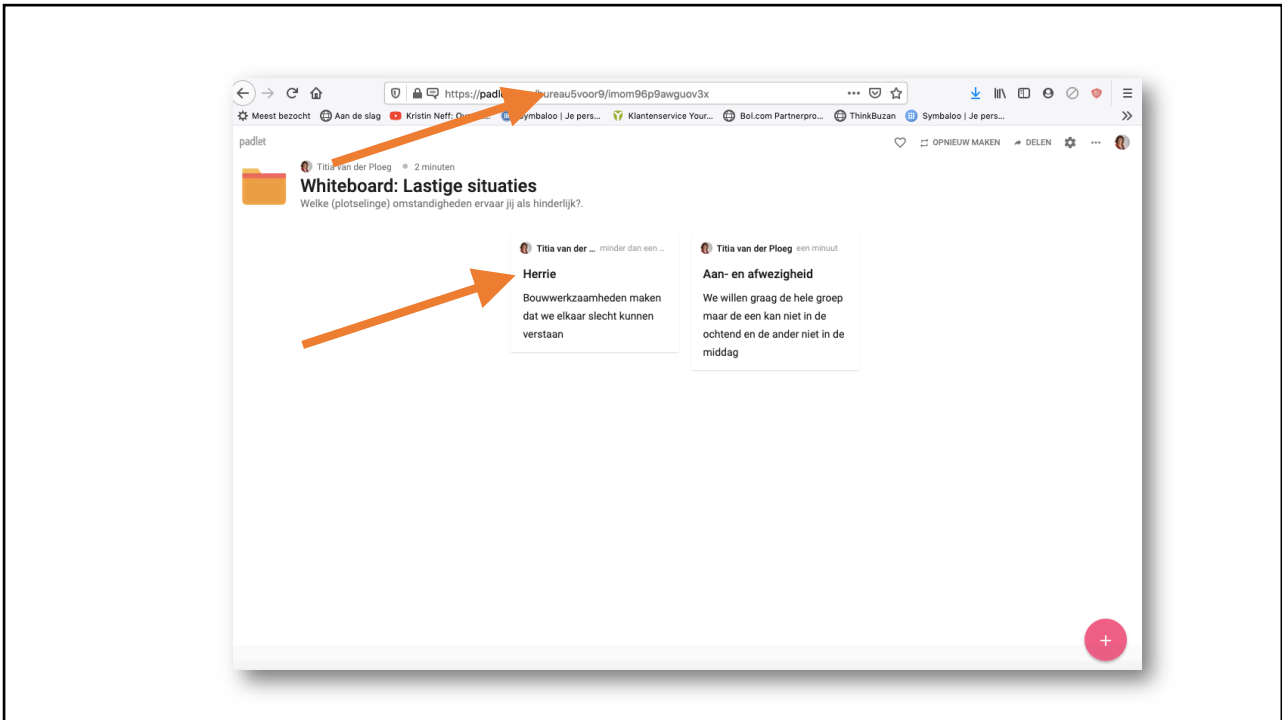 https://padle bureau5voor9/imom96p9awguov3x
Meest bezocht Aan de slag Kristin Neff: Symbaloo | Je pers... Klantenservice Your... Bol.com Partnerpro... ThinkBuzan Symbaloo | Je pers...
padlet
OPNIEUW MAKEN DELEN
Titia van der Ploeg 2 minuten
Whiteboard: Lastige situaties
Welke (plotselinge) omstandigheden ervaar jij als hinderlijk?.
Titia van der ... minder dan een ...
Herrie
Bouwwerkzaamheden maken
dat we elkaar slecht kunnen
verstaan
Titia van der Ploeg een minuut
Aan- en afwezigheid
We willen graag de hele groep
maar de een kan niet in de
ochtend en de ander niet in de
middag